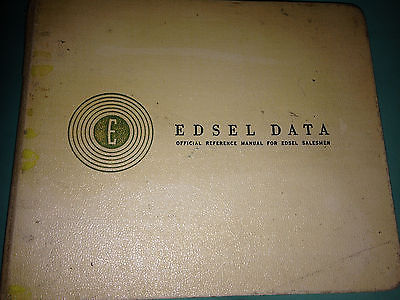 E
EDSEL DATA
OFFICIAL REFERENCE MANUAL FOR EDSEL SALESMEN